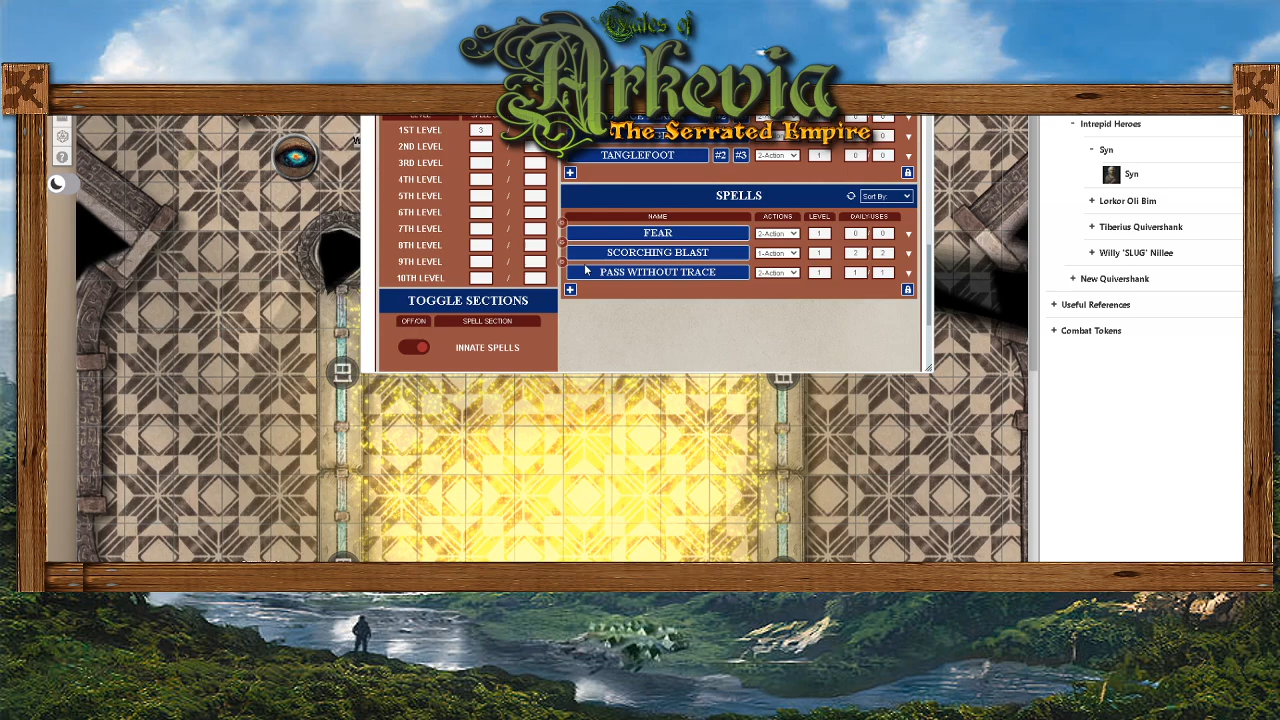 Tales of
Arkevia
The Serrated Empire
1ST LEVEL 3
2ND LEVEL
3RD LEVEL /
4TH LEVEL /
5TH LEVEL /
6TH LEVEL /
7TH LEVEL /
8TH LEVEL /
9TH LEVEL /
10TH LEVEL /
TOGGLE SECTIONS
OFF/ON SPELL SECTION
INNATE SPELLS
TANGLEFOOT #2 #3 2-Action 1 0 0
SPELLS Sort By:
NAME ACTIONS LEVEL DAILY USES
FEAR 2-Action 1 0 / 0
SCORCHING BLAST 1-Action 1 2 / 2
PASS WITHOUT TRACE 2-Action 1 1 / 1
- Intrepid Heroes
- Syn
Syn
+ Lorkor Oli Bim
+ Tiberius Quivershank
+ Willy 'SLUG' Nillee
+ New Quivershank
+ Useful References
+ Combat Tokens